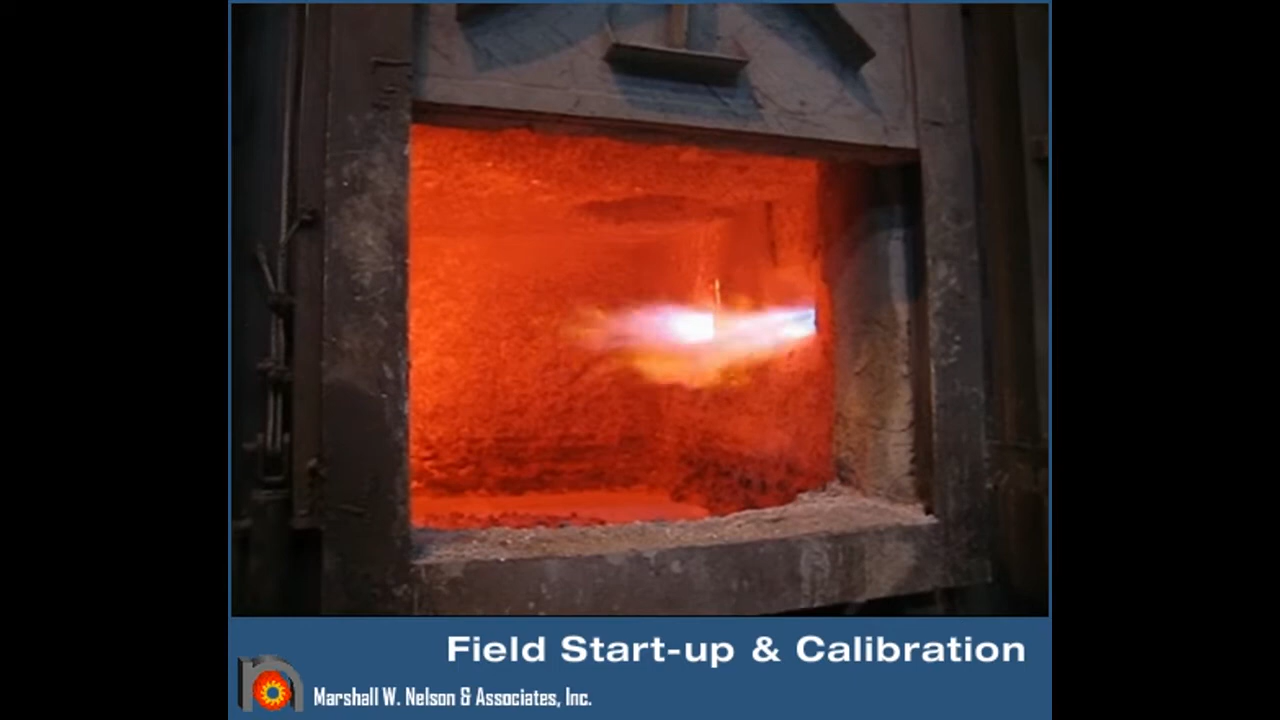 Field Start-up & Calibration
Marshall W. Nelson & Associates, Inc.